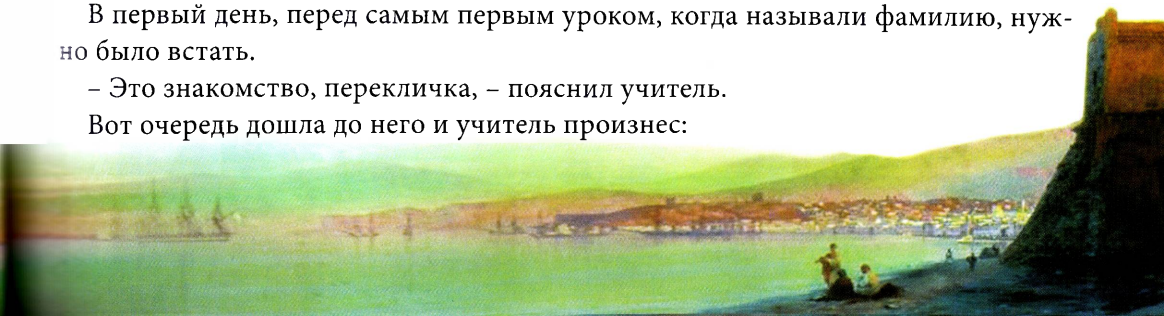 В первый день, перед самым первым уроком, когда называли фамилию, нуж-
но было встать.
– Это знакомство, перекличка, – пояснил учитель.
Вот очередь дошла до него и учитель произнес: